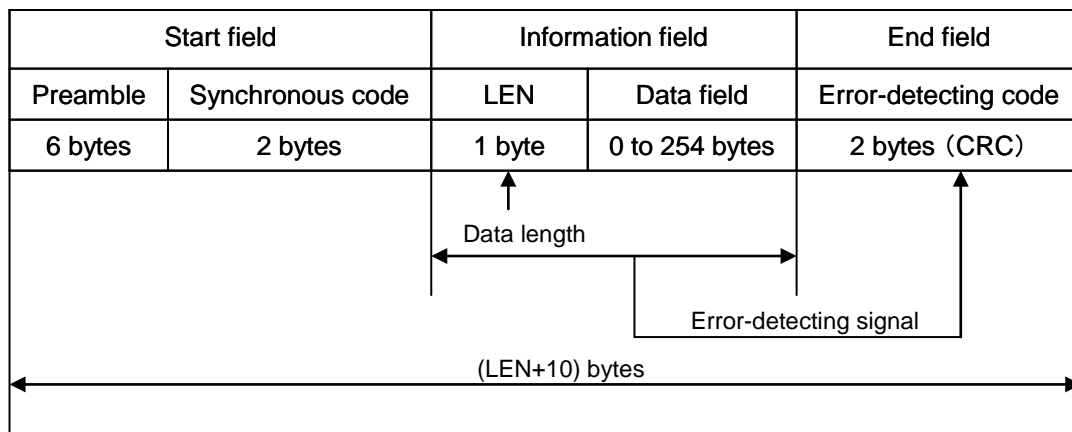 Start field Information field End field
Preamble Synchronous code LEN Data field Error-detecting code
6 bytes 2 bytes 1 byte 0 to 254 bytes 2 bytes（CRC）
Data length
Error-detecting signal
(LEN+10) bytes